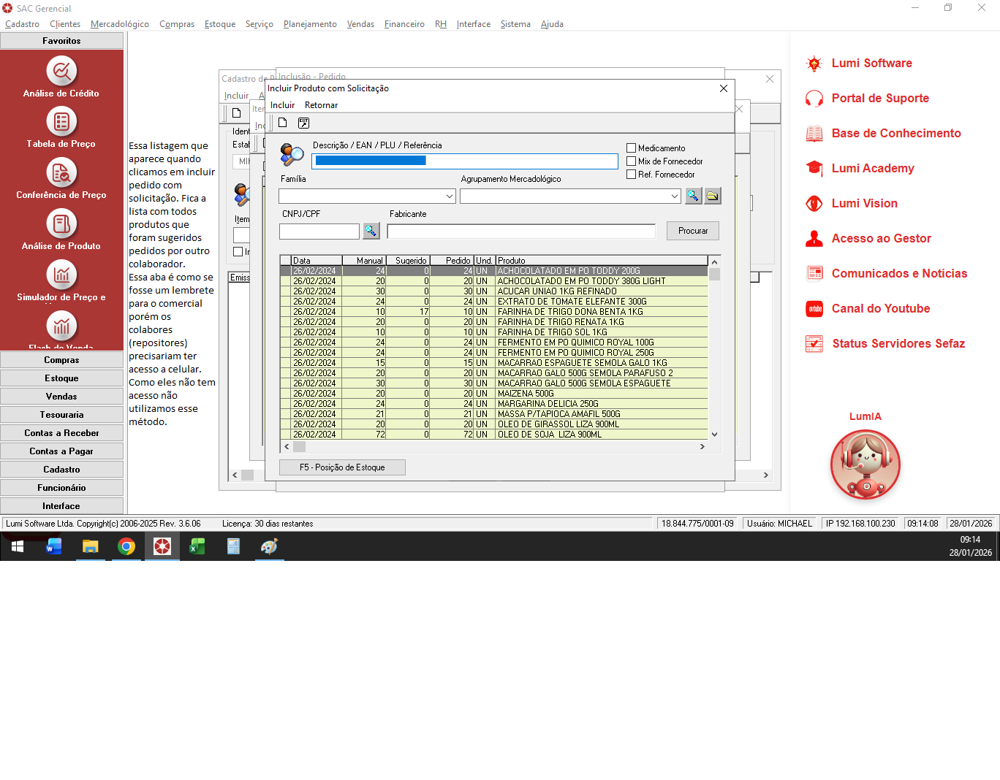 SAC Gerencial
Cadastro Clientes Mercadológico Compras Estoque Serviço Planejamento Vendas Financeiro RH Interface Sistema Ajuda
Favoritos
Análise de Crédito
Tabela de Preço
Conferência de Preço
Análise de Produto
Simulador de Preço e
Flash de Venda
Compras
Estoque
Vendas
Tesouraria
Contas a Receber
Contas a Pagar
Cadastro
Funcionário
Interface
Essa listagem que
aparece quando
clicamos em incluir
pedido com
solicitação. Fica a
lista com todos
produtos que
foram sugeridos
pedidos por outro
colaborador.
Essa aba é como se
fosse um lembrete
para o comercial
porém os
colabores
(repositores)
precisariam ter
acesso a celular.
Como eles não tem
acesso não
utilizamos esse
método.
Cadastro de P
Incluir A
Ident
Estab
MI
Item
Emiss
Inclusão - Pedido
Iter
Inc
Incluir Produto com Solicitação
Incluir Retornar
EXIT
Descrição / EAN / PLU / Referência
Medicamento
Mix de Fornecedor
Ref. Fornecedor
Família Agrupamento Mercadológico
CNPJ/CPF Fabricante
Procurar
Data Manual Sugerido Pedido Und. Produto
26/02/2024 24 0 24 UN ACHOCOLATADO EM PO TODDY 200G
26/02/2024 20 0 20 UN ACHOCOLATADO EM PO TODDY 380G LIGHT
26/02/2024 30 0 30 UN ACUCAR UNIAO 1KG REFINADO
26/02/2024 24 0 24 UN EXTRATO DE TOMATE ELEFANTE 300G
26/02/2024 10 17 10 UN FARINHA DE TRIGO DONA BENTA 1KG
26/02/2024 20 0 20 UN FARINHA DE TRIGO RENATA 1KG
26/02/2024 10 0 10 UN FARINHA DE TRIGO SOL 1KG
26/02/2024 24 0 24 UN FERMENTO EM PO QUIMICO ROYAL 100G
26/02/2024 24 0 24 UN FERMENTO EM PO QUIMICO ROYAL 250G
26/02/2024 15 0 15 UN MACARRAO ESPAGUETE SEMOLA GALO 1KG
26/02/2024 20 0 20 UN MACARRAO GALO 500G SEMOLA PARAFUSO 2
26/02/2024 30 0 30 UN MACARRAO GALO 500G SEMOLA ESPAGUETE
26/02/2024 20 0 20 UN MAIZENA 500G
26/02/2024 24 0 24 UN MARGARINA DELICIA 250G
26/02/2024 21 0 21 UN MASSA P/TAPIOCA AMAFIL 500G
26/02/2024 20 0 20 UN OLEO DE GIRASSOL LIZA 900ML
26/02/2024 72 0 72 UN OLEO DE SOJA LIZA 900ML
F5 - Posição de Estoque
Lumi Software
Portal de Suporte
Base de Conhecimento
Lumi Academy
Lumi Vision
Acesso ao Gestor
Comunicados e Notícias
Canal do Youtube
Status Servidores Sefaz
LumIA
Lumi Software Ltda. Copyright(c) 2006-2025 Rev. 3.6.06 Licença: 30 dias restantes 18.844.775/0001-09 Usuário: MICHAEL IP 192.168.100.230 09:14:08 28/01/2026
09:14
28/01/2026